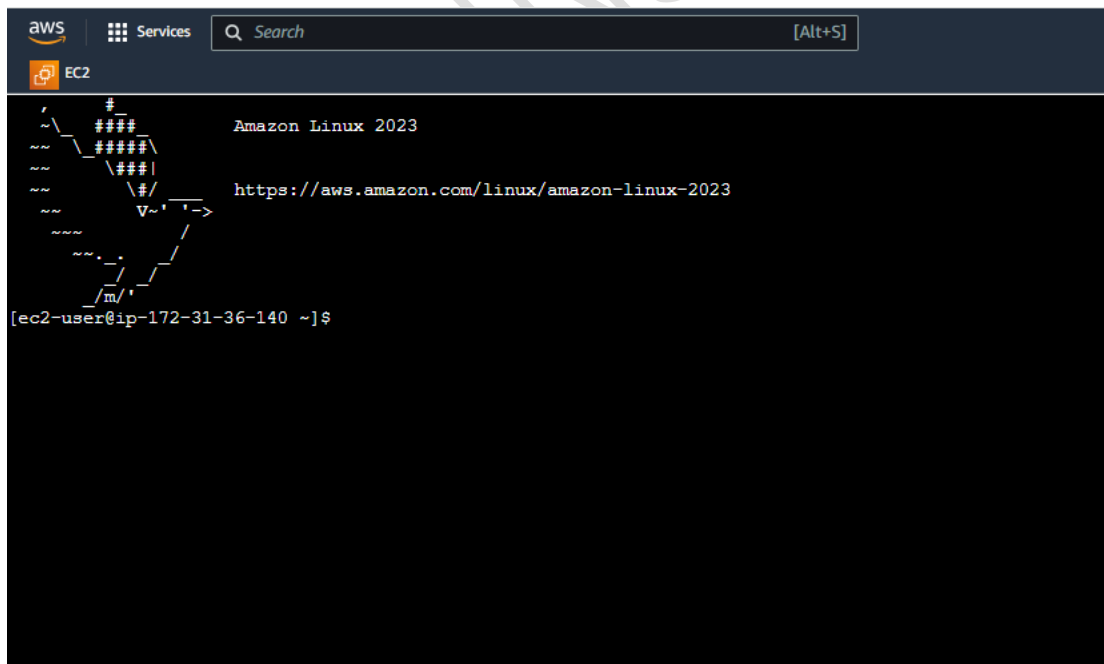 aws
Services
Search [Alt+S]
EC2
   ,     #_
   ~\_  ####_        Amazon Linux 2023
  ~~  \_#####\
  ~~     \###|
  ~~       \#/ ___   https://aws.amazon.com/linux/amazon-linux-2023
   ~~       V~' '->
    ~~~         /
      ~~._.   _/
         _/ _/
       _/m/'
[ec2-user@ip-172-31-36-140 ~]$